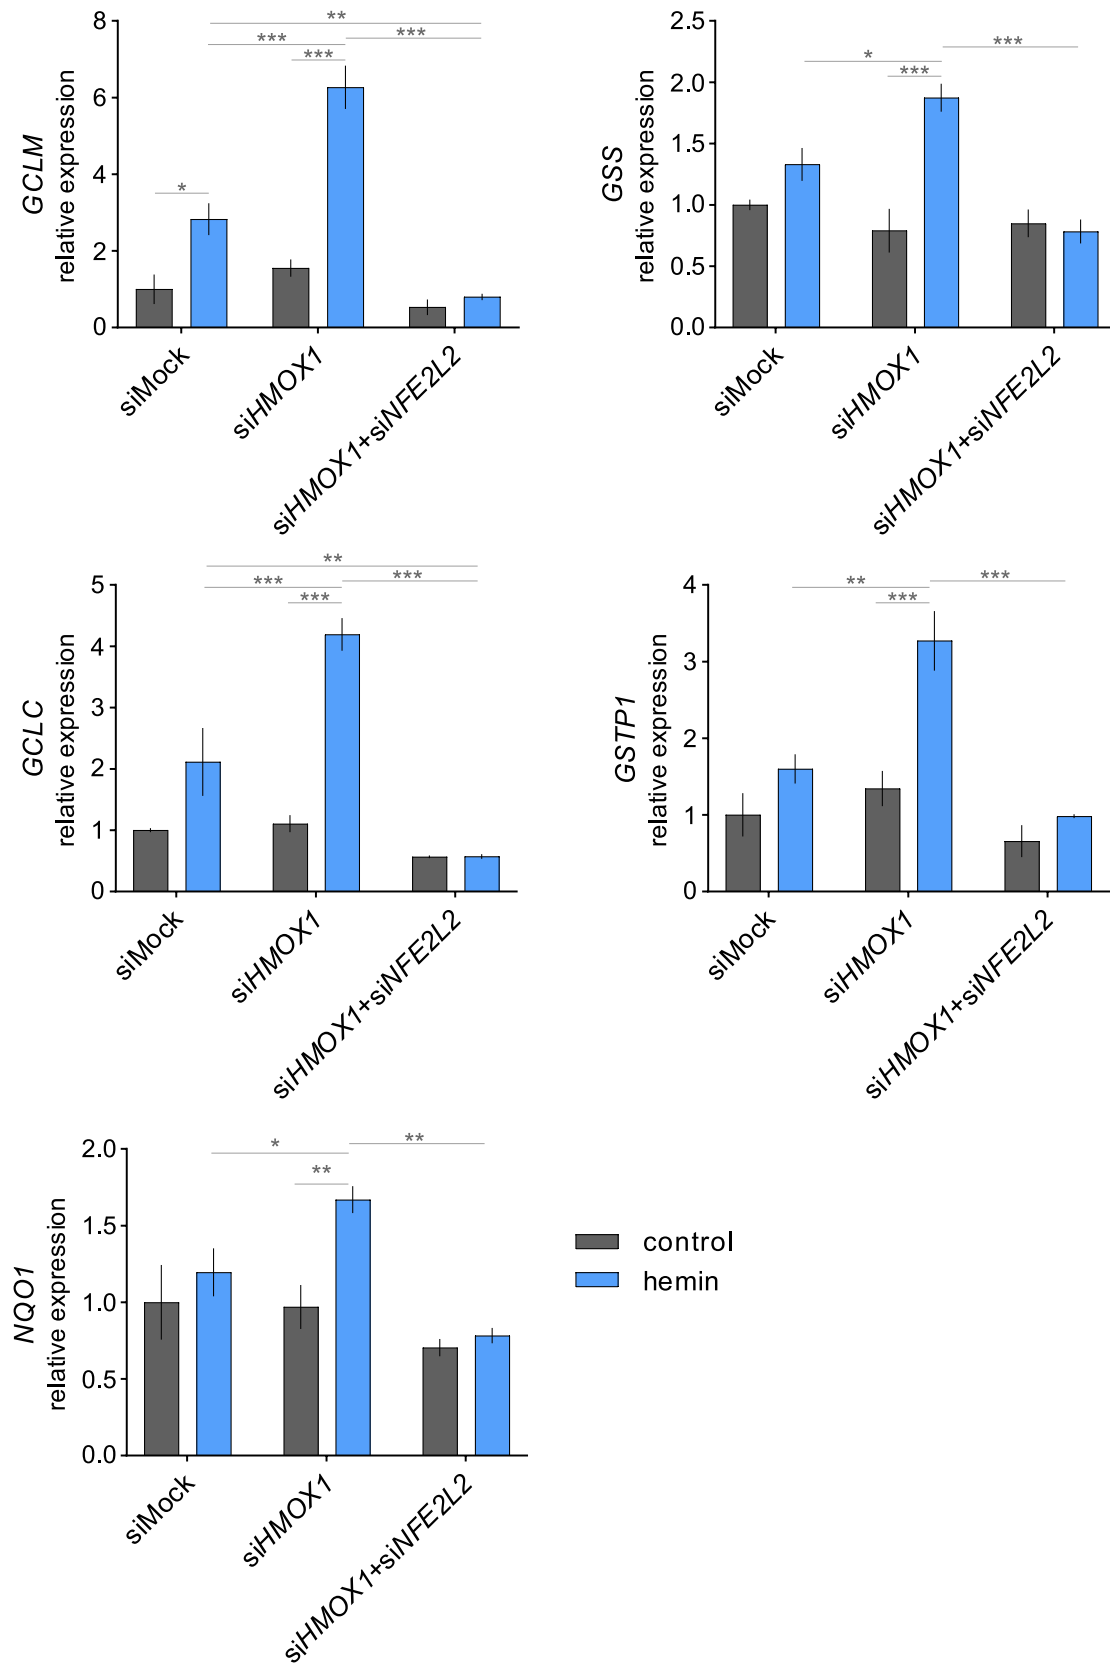 GCLM
relative expression
8
6
4
2
0
**
***
***
***
*
siMock
siHMOX1
siHMOX1+siNFE2L2
GSS
relative expression
2.5
2.0
1.5
1.0
0.5
0.0
*
***
***
siMock
siHMOX1
siHMOX1+siNFE2L2
GCLC
relative expression
5
4
3
2
1
0
**
***
***
***
siMock
siHMOX1
siHMOX1+siNFE2L2
GSTP1
relative expression
4
3
2
1
0
**
***
***
siMock
siHMOX1
siHMOX1+siNFE2L2
NQO1
relative expression
2.0
1.5
1.0
0.5
0.0
*
**
**
siMock
siHMOX1
siHMOX1+siNFE2L2
control
hemin